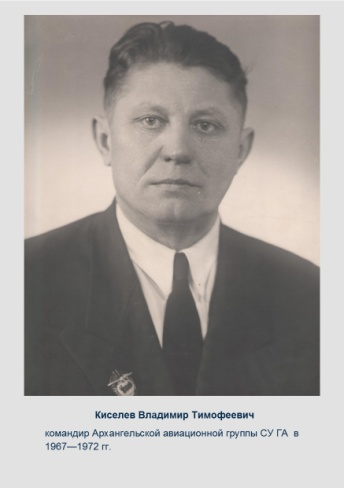 Киселев Владимир Тимофеевич
командир Архангельской авиационной группы СУ ГА в
1967—1972 гг.